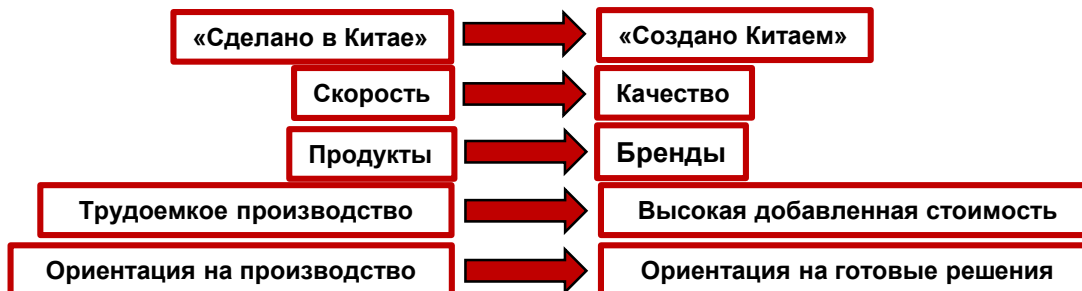 «Сделано в Китае» «Создано Китаем»
Скорость Качество
Продукты Бренды
Трудоемкое производство Высокая добавленная стоимость
Ориентация на производство Ориентация на готовые решения